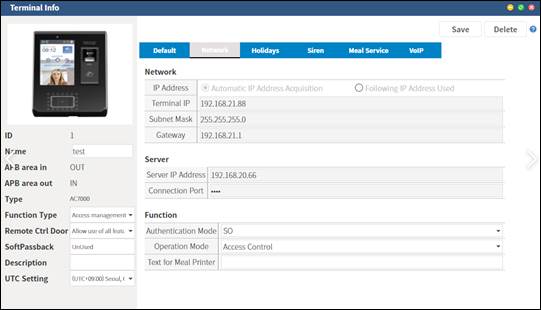 Terminal Info
Save Delete
Default Network Holidays Siren Meal Service VoIP
Network
IP Address Automatic IP Address Acquisition Following IP Address Used
Terminal IP 192.168.21.88
Subnet Mask 255.255.255.0
Gateway 192.168.21.1
Server
Server IP Address 192.168.20.66
Connection Port ••••
Function
Authentication Mode SO
Operation Mode Access Control
Text for Meal Printer
ID 1
Name test
APB area in OUT
APB area out IN
Type AC7000
Function Type Access management
Remote Ctrl Door Allow use of all featu
SoftPassback UnUsed
Description
UTC Setting (UTC+09:00) Seoul,